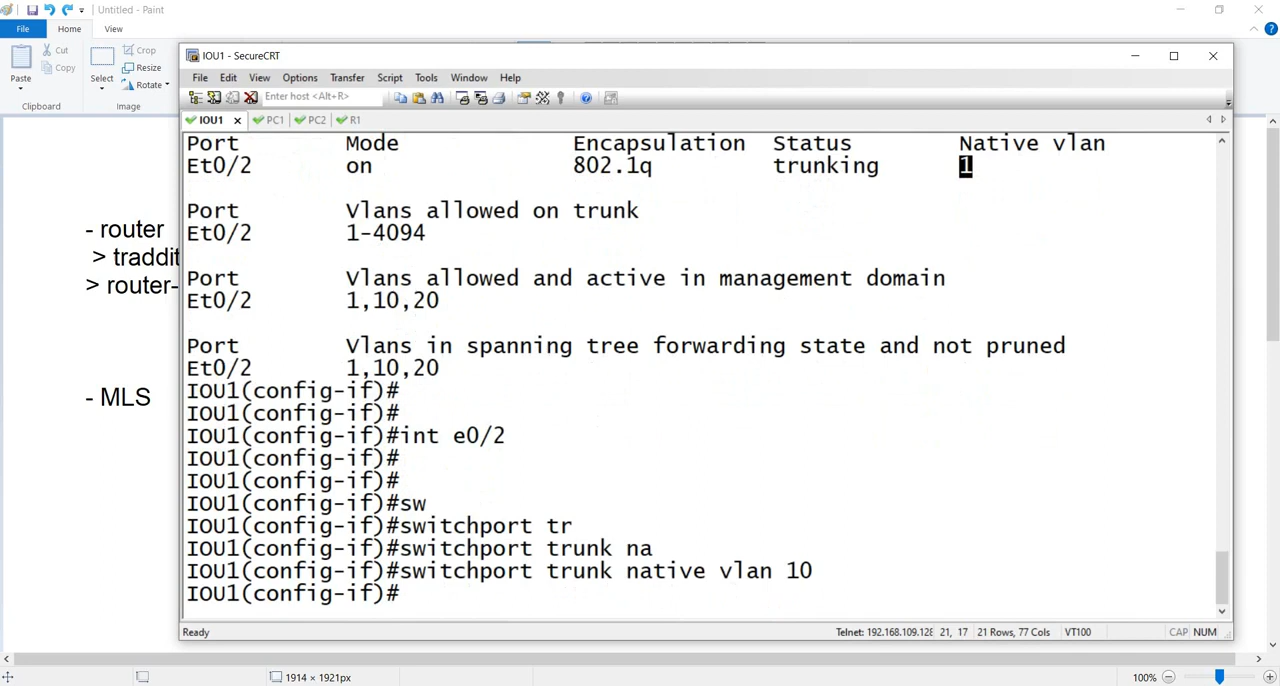 Untitled - Paint
File Home View
Cut
Copy
Paste
Select
Crop
Resize
Rotate
Clipboard
Image
IOU1 - SecureCRT
File Edit View Options Transfer Script Tools Window Help
Enter host <Alt+R>
IOU1 PC1 PC2 R1
Port Mode Encapsulation Status Native vlan
Et0/2 on 802.1q trunking 1
Port Vlans allowed on trunk
Et0/2 1-4094
Port Vlans allowed and active in management domain
Et0/2 1,10,20
Port Vlans in spanning tree forwarding state and not pruned
Et0/2 1,10,20
IOU1(config-if)#
IOU1(config-if)#
IOU1(config-if)#int e0/2
IOU1(config-if)#
IOU1(config-if)#
IOU1(config-if)#sw
IOU1(config-if)#switchport tr
IOU1(config-if)#switchport trunk na
IOU1(config-if)#switchport trunk native vlan 10
IOU1(config-if)#
- router
> traddit
> router-
- MLS
Ready
Telnet: 192.168.109.128 21, 17 21 Rows, 77 Cols VT100 CAP NUM
1914 × 1921px
100%